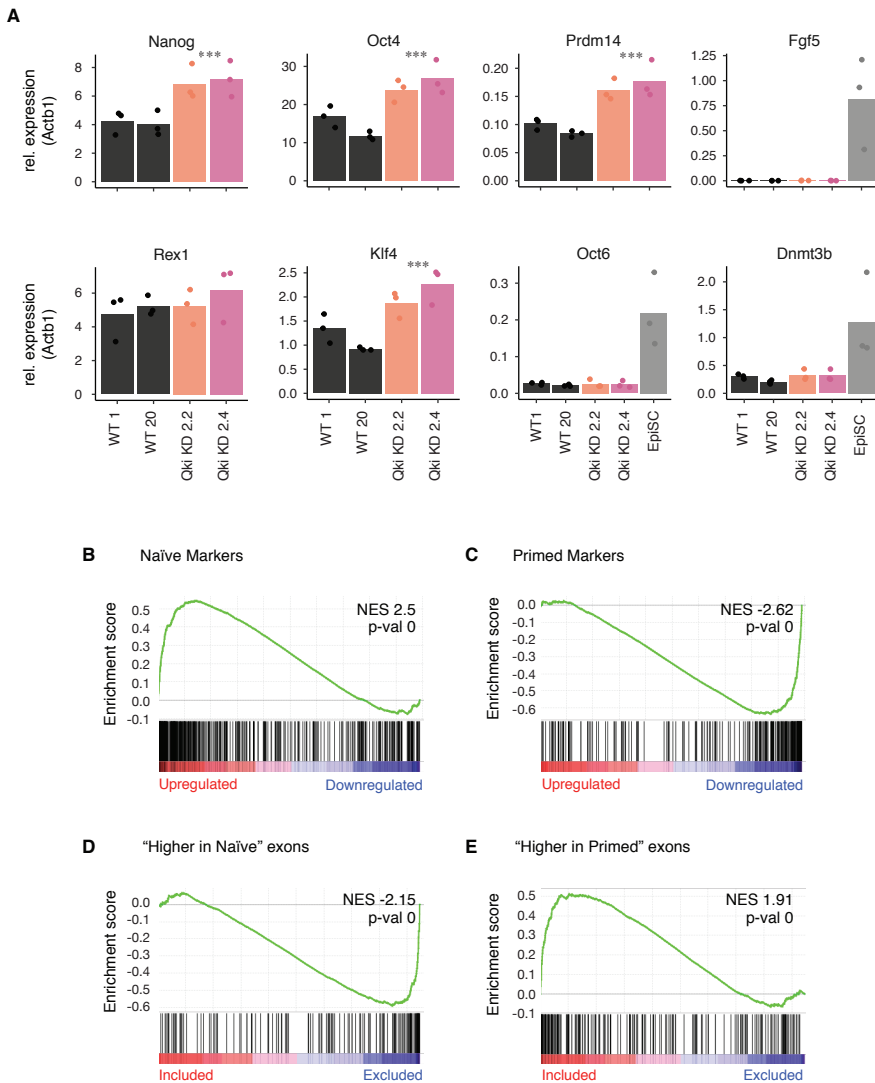 A
Nanog
Oct4
Prdm14
Fgf5
rel. expression
(Actb1)
***
***
***
8
6
4
2
0
30
20
10
0
0.20
0.15
0.10
0.05
0.00
1.25
1.00
0.75
0.50
0.25
0.00
Rex1
Klf4
Oct6
Dnmt3b
rel. expression
(Actb1)
***
6
4
2
0
2.5
2.0
1.5
1.0
0.5
0.0
0.3
0.2
0.1
0.0
2.0
1.5
1.0
0.5
0.0
WT 1
WT 20
Qki KD 2.2
Qki KD 2.4
WT 1
WT 20
Qki KD 2.2
Qki KD 2.4
WT1
WT 20
Qki KD 2.2
Qki KD 2.4
EpiSC
WT 1
WT 20
Qki KD 2.2
Qki KD 2.4
EpiSC
B Naïve Markers
Enrichment score
0.5
0.4
0.3
0.2
0.1
0.0
-0.1
NES 2.5
p-val 0
Upregulated Downregulated
C Primed Markers
Enrichment score
0.0
-0.1
-0.2
-0.3
-0.4
-0.5
-0.6
NES -2.62
p-val 0
Upregulated Downregulated
D “Higher in Naïve” exons
Enrichment score
0.0
-0.1
-0.2
-0.3
-0.4
-0.5
-0.6
NES -2.15
p-val 0
Included Excluded
E “Higher in Primed” exons
Enrichment score
0.5
0.4
0.3
0.2
0.1
0.0
-0.1
NES 1.91
p-val 0
Included Excluded